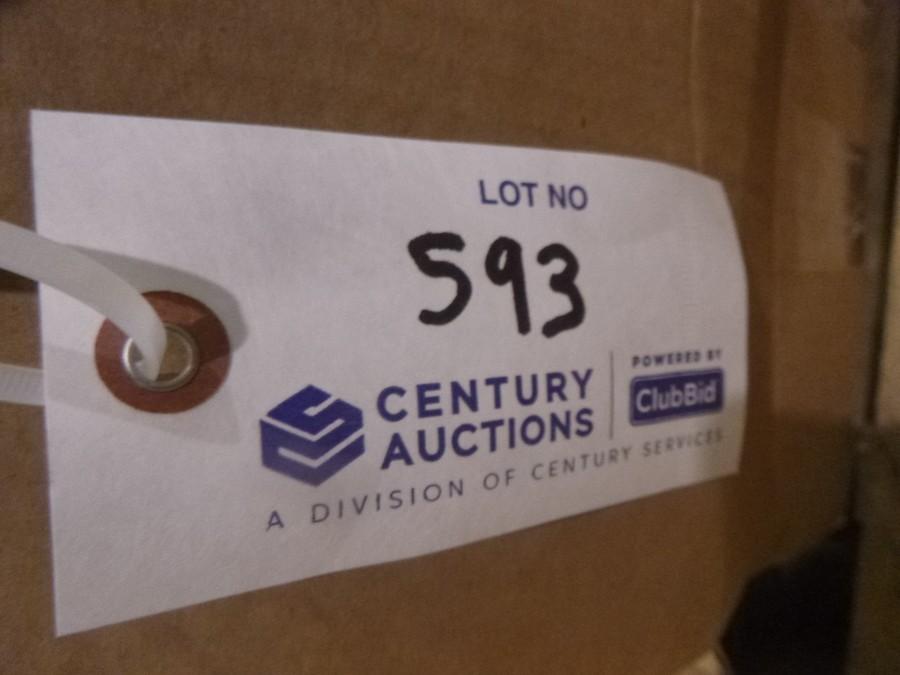 LOT NO
593
CENTURY
AUCTIONS
POWERED BY
ClubBid
A DIVISION OF CENTURY SERVICES